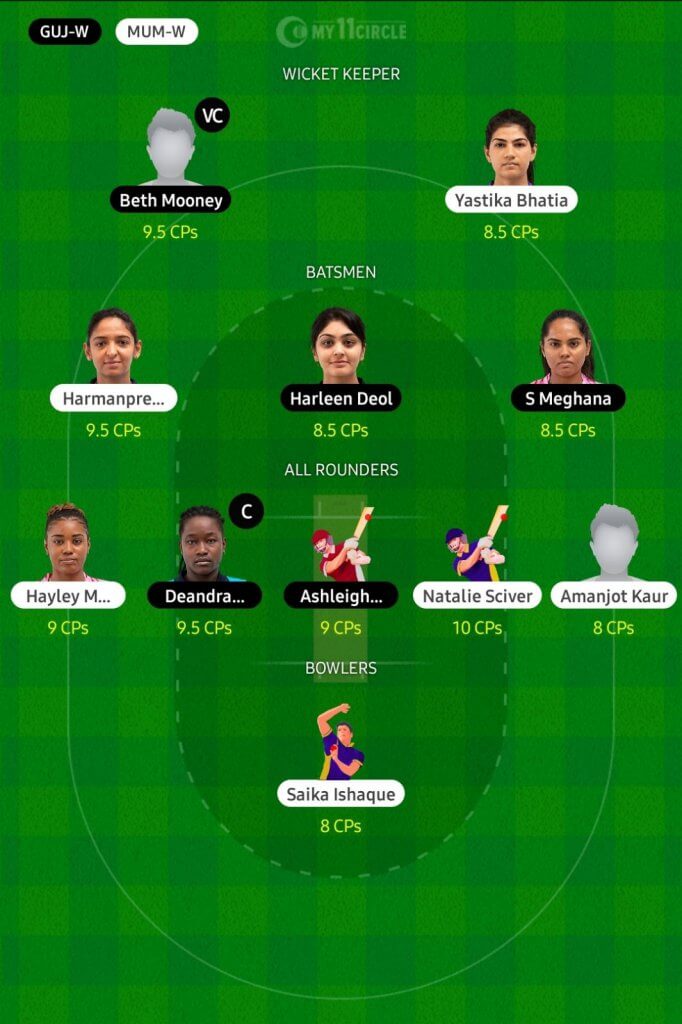 GUJ-W MUM-W MY11CIRCLE
WICKET KEEPER
VC
Beth Mooney Yastika Bhatia
9.5 CPs 8.5 CPs
BATSMEN
Harmanpre... Harleen Deol S Meghana
9.5 CPs 8.5 CPs 8.5 CPs
ALL ROUNDERS
C
Hayley M... Deandra... Ashleigh... Natalie Sciver Amanjot Kaur
9 CPs 9.5 CPs 9 CPs 10 CPs 8 CPs
BOWLERS
Saika Ishaque
8 CPs